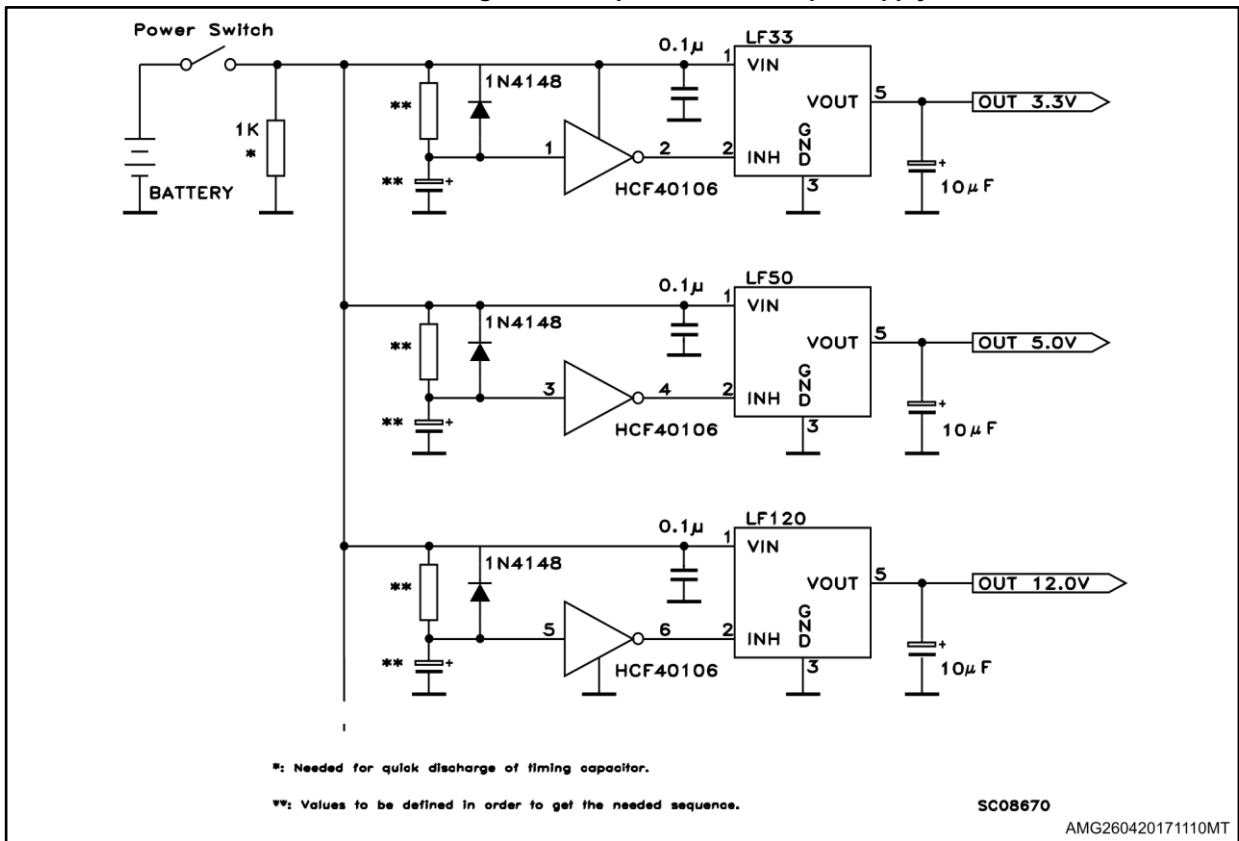 Power Switch
1K
*
BATTERY
**
1N4148
**
+
1
2
HCF40106
0.1µ
LF33
1
VIN
2
INH
VOUT
5
GND
3
OUT 3.3V
+
10µF
**
1N4148
**
+
3
4
HCF40106
0.1µ
LF50
1
VIN
2
INH
VOUT
5
GND
3
OUT 5.0V
+
10µF
**
1N4148
**
+
5
6
HCF40106
0.1µ
LF120
1
VIN
2
INH
VOUT
5
GND
3
OUT 12.0V
+
10µF
*: Needed for quick discharge of timing capacitor.
**: Values to be defined in order to get the needed sequence.
SC08670
AMG260420171110MT